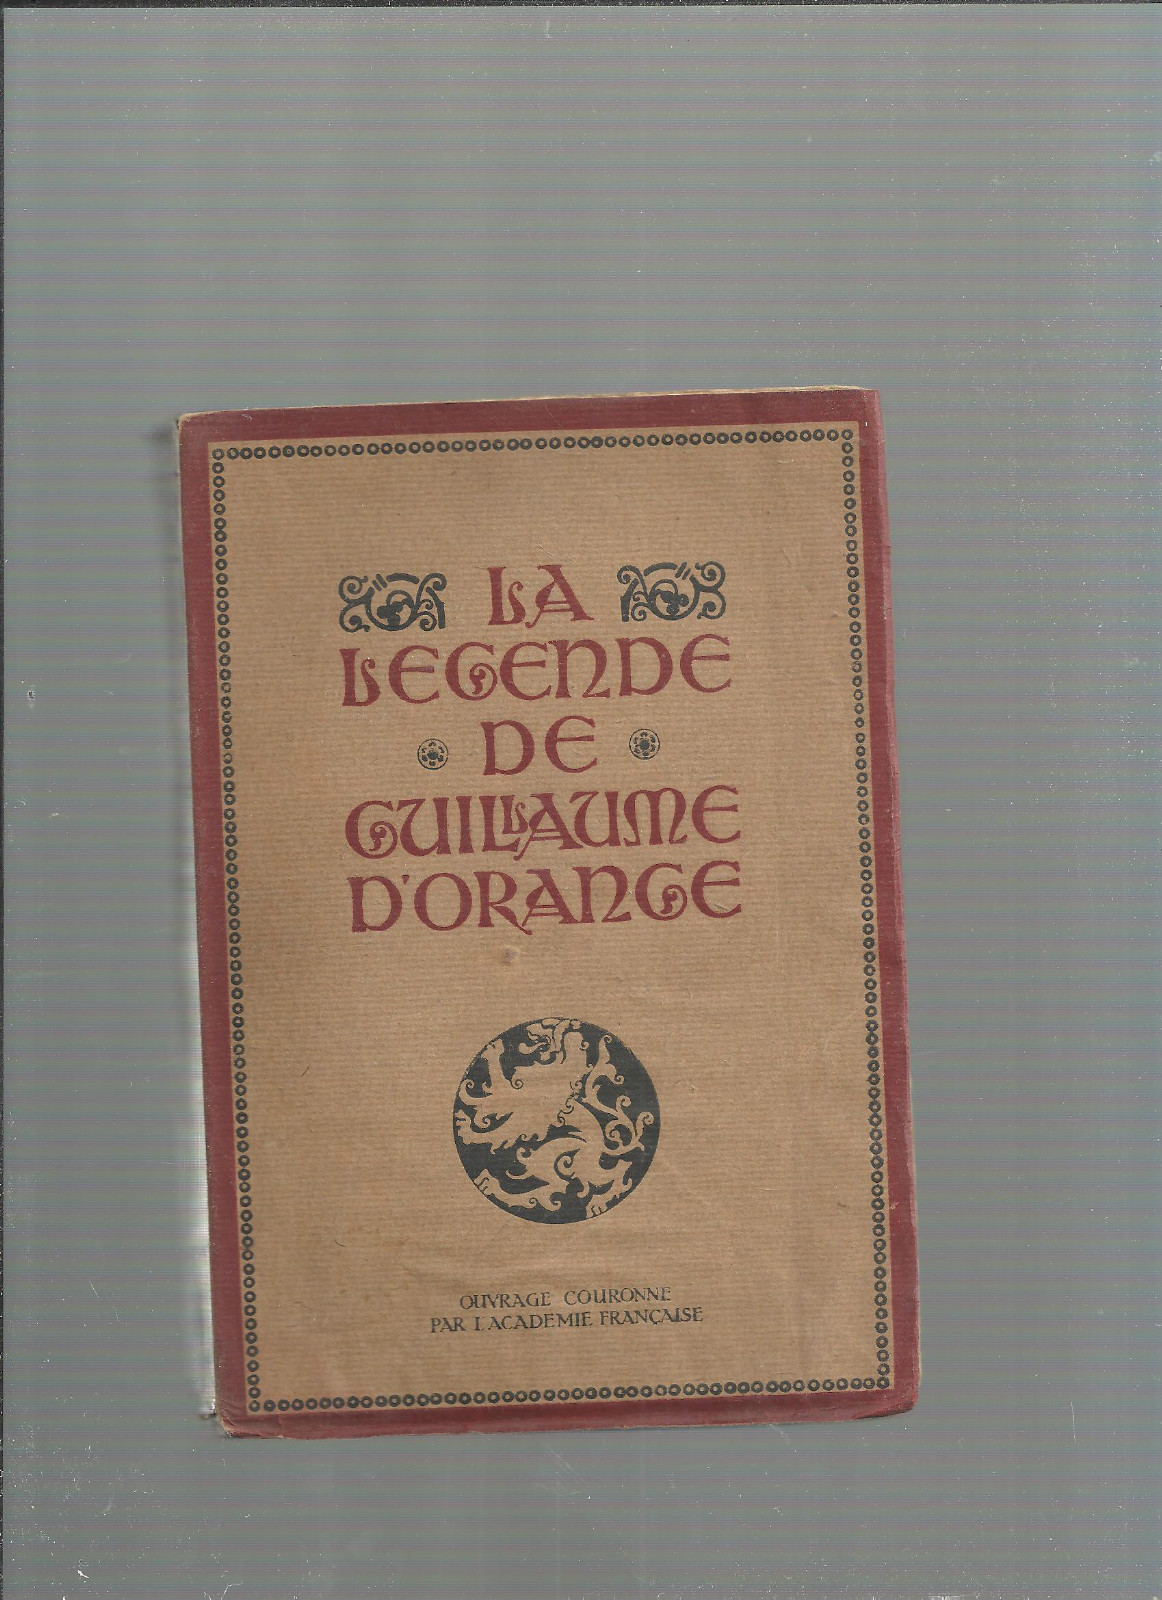 LA
LEGENDE
DE
GUILLAUME
D'ORANGE
OUVRAGE COURONNE
PAR L'ACADEMIE FRANÇAISE